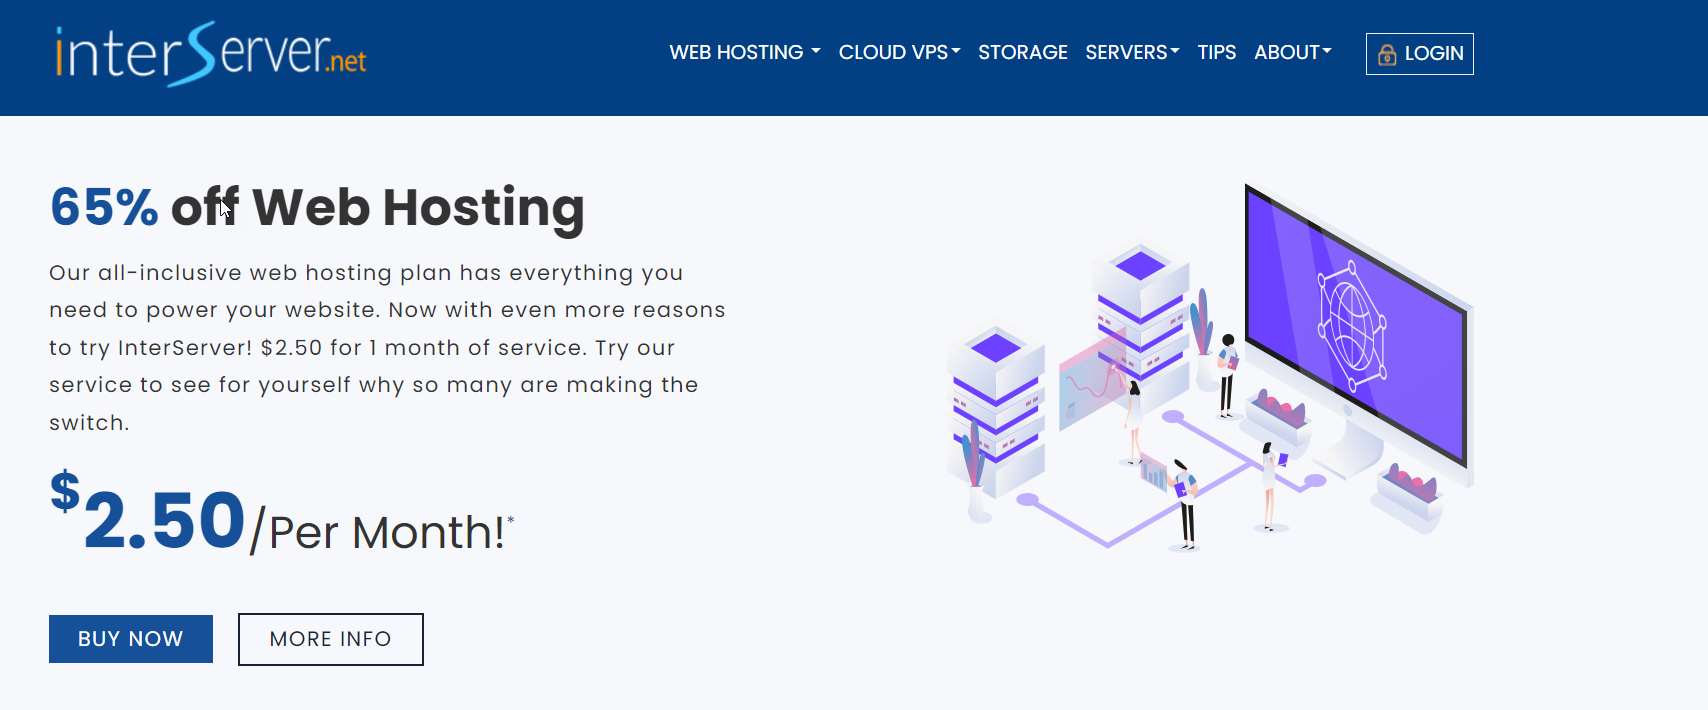 interServer.net
WEB HOSTING CLOUD VPS STORAGE SERVERS TIPS ABOUT LOGIN
65% off Web Hosting
Our all-inclusive web hosting plan has everything you
need to power your website. Now with even more reasons
to try InterServer! $2.50 for 1 month of service. Try our
service to see for yourself why so many are making the
switch.
$2.50/Per Month!*
BUY NOW MORE INFO